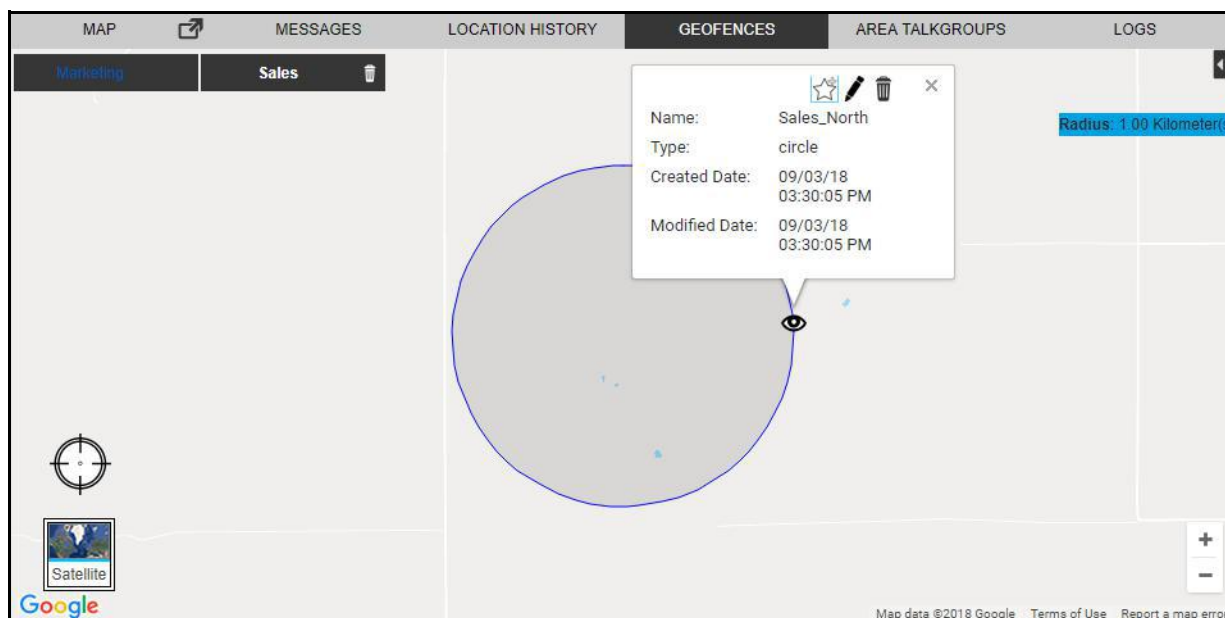 MAP MESSAGES LOCATION HISTORY GEOFENCES AREA TALKGROUPS LOGS
Marketing Sales
Name: Sales_North
Radius: 1.00 Kilometer(s
Type: circle
Created Date: 09/03/18
03:30:05 PM
Modified Date: 09/03/18
03:30:05 PM
Satellite
Google
Map data ©2018 Google Terms of Use Report a map error